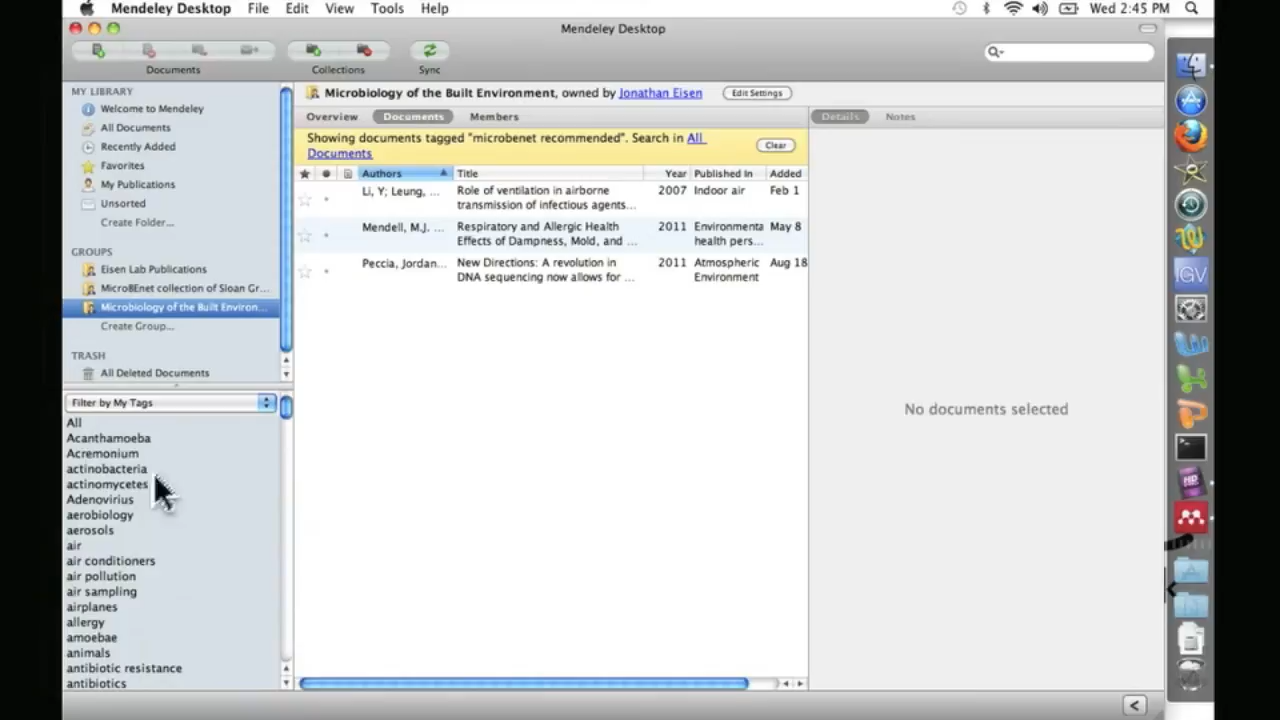 Mendeley Desktop File Edit View Tools Help Wed 2:45 PM
Mendeley Desktop
Documents Collections Sync
MY LIBRARY
Welcome to Mendeley
All Documents
Recently Added
Favorites
My Publications
Unsorted
Create Folder...
GROUPS
Eisen Lab Publications
MicroBEnet collection of Sloan Gr...
Microbiology of the Built Environ...
Create Group...
TRASH
All Deleted Documents
Filter by My Tags
All
Acanthamoeba
Acremonium
actinobacteria
actinomycetes
Adenovirius
aerobiology
aerosols
air
air conditioners
air pollution
air sampling
airplanes
allergy
amoebae
animals
antibiotic resistance
antibiotics
Microbiology of the Built Environment, owned by Jonathan Eisen Edit Settings
Overview Documents Members
Showing documents tagged "microbenet recommended". Search in All
Documents Clear
Authors Title Year Published In Added
Li, Y; Leung, ... Role of ventilation in airborne 2007 Indoor air Feb 1
transmission of infectious agents...
Mendell, M.J. ... Respiratory and Allergic Health 2011 Environmenta May 8
Effects of Dampness, Mold, and ... health pers...
Peccia, Jordan... New Directions: A revolution in 2011 Atmospheric Aug 18
DNA sequencing now allows for ... Environment
Details Notes
No documents selected
IGV
HD